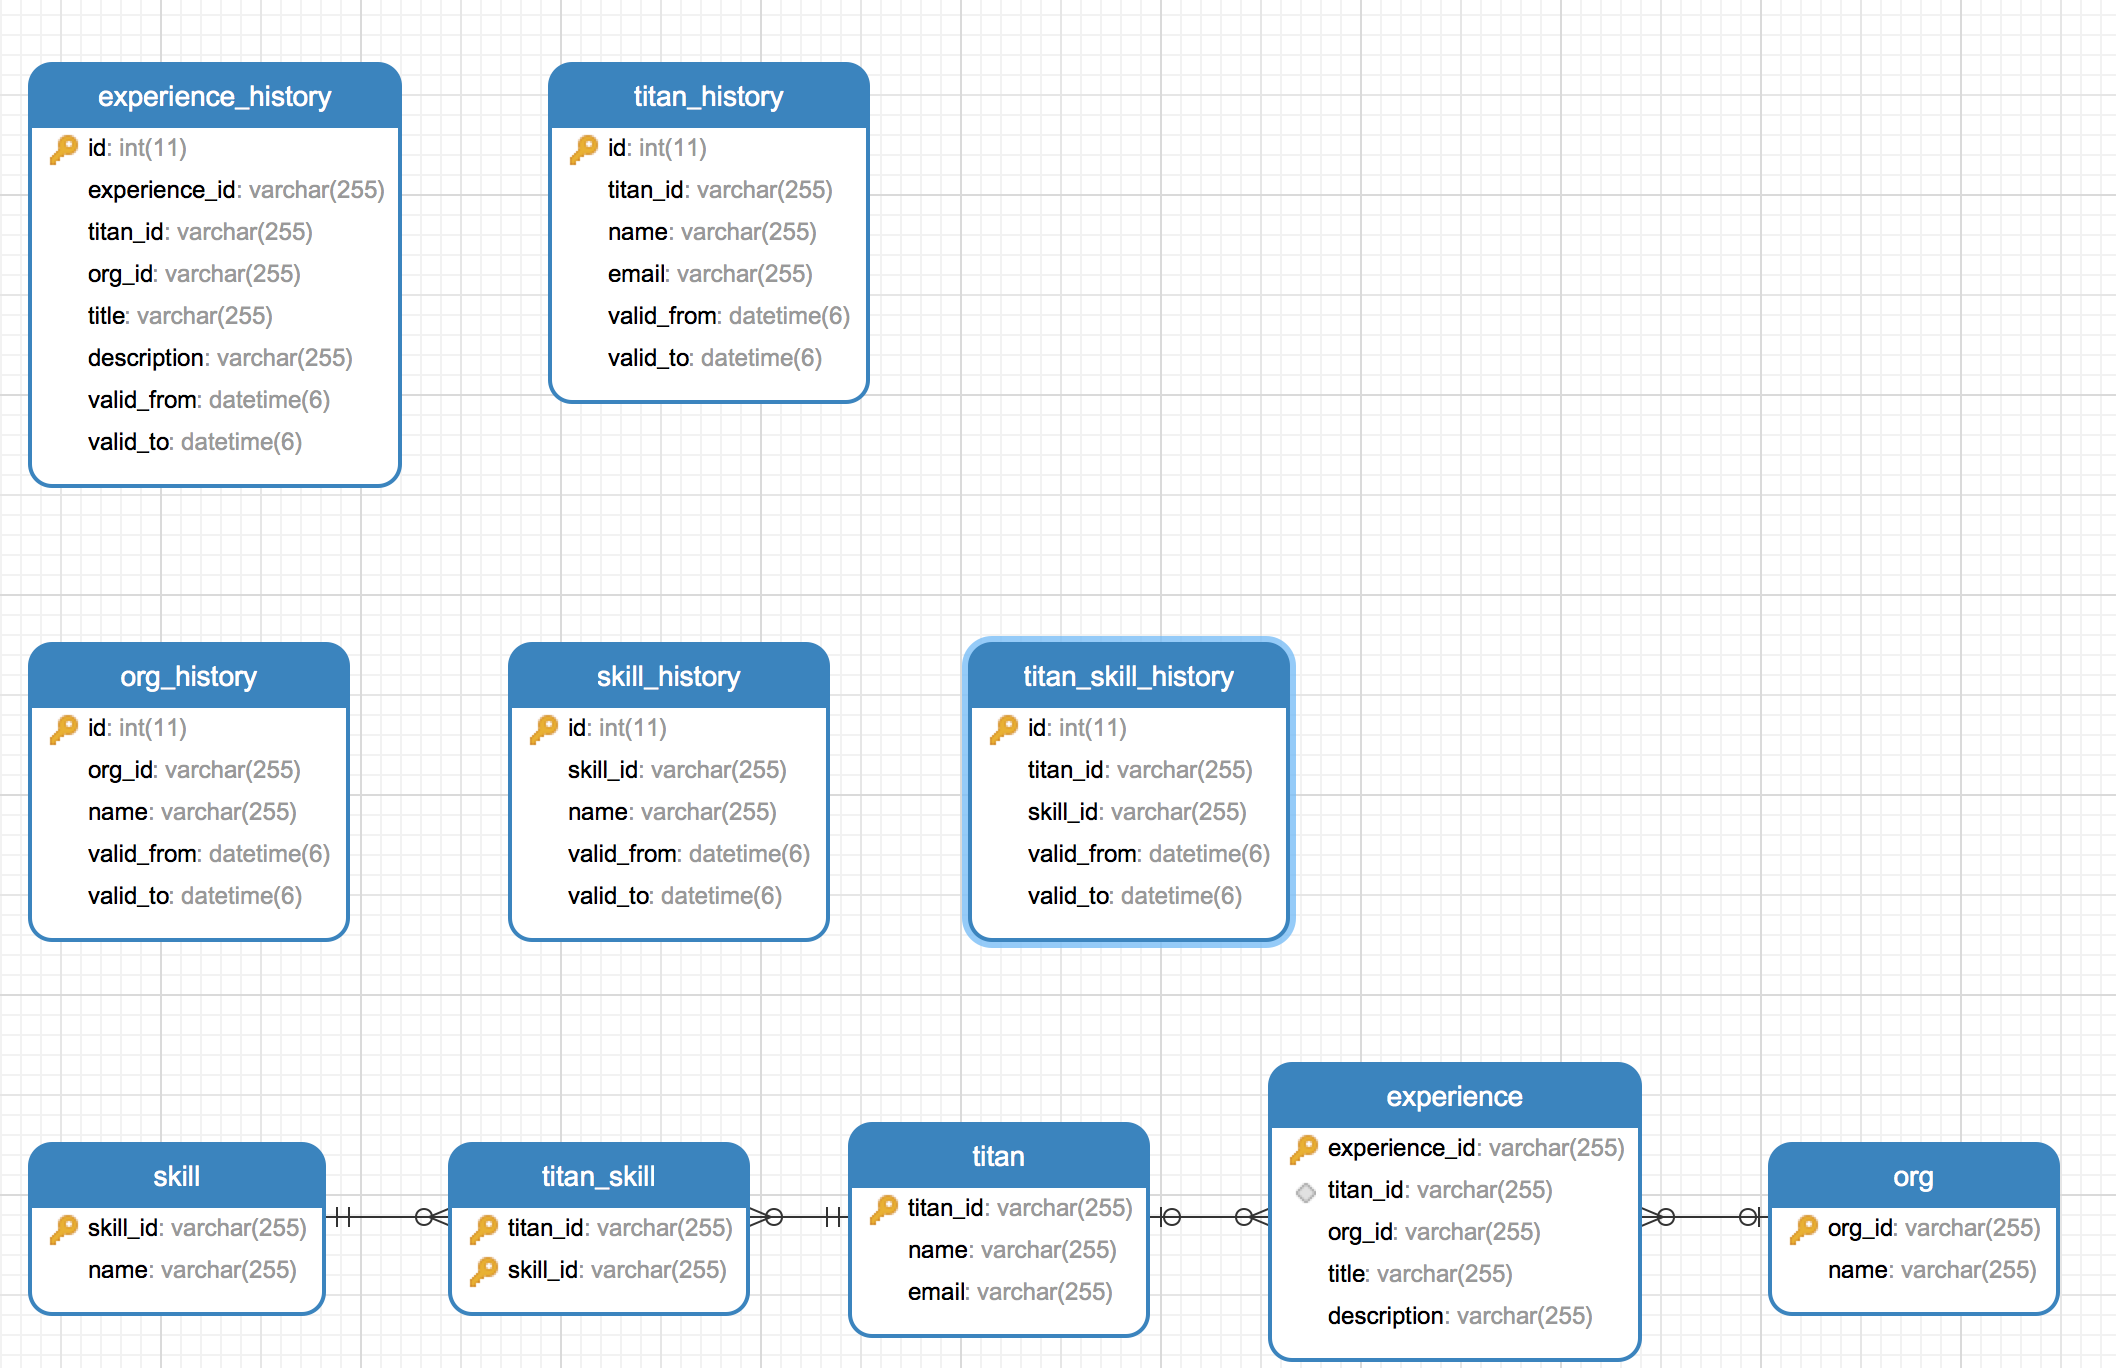 experience_history
id: int(11)
experience_id: varchar(255)
titan_id: varchar(255)
org_id: varchar(255)
title: varchar(255)
description: varchar(255)
valid_from: datetime(6)
valid_to: datetime(6)
titan_history
id: int(11)
titan_id: varchar(255)
name: varchar(255)
email: varchar(255)
valid_from: datetime(6)
valid_to: datetime(6)
org_history
id: int(11)
org_id: varchar(255)
name: varchar(255)
valid_from: datetime(6)
valid_to: datetime(6)
skill_history
id: int(11)
skill_id: varchar(255)
name: varchar(255)
valid_from: datetime(6)
valid_to: datetime(6)
titan_skill_history
id: int(11)
titan_id: varchar(255)
skill_id: varchar(255)
valid_from: datetime(6)
valid_to: datetime(6)
skill
skill_id: varchar(255)
name: varchar(255)
titan_skill
titan_id: varchar(255)
skill_id: varchar(255)
titan
titan_id: varchar(255)
name: varchar(255)
email: varchar(255)
experience
experience_id: varchar(255)
titan_id: varchar(255)
org_id: varchar(255)
title: varchar(255)
description: varchar(255)
org
org_id: varchar(255)
name: varchar(255)